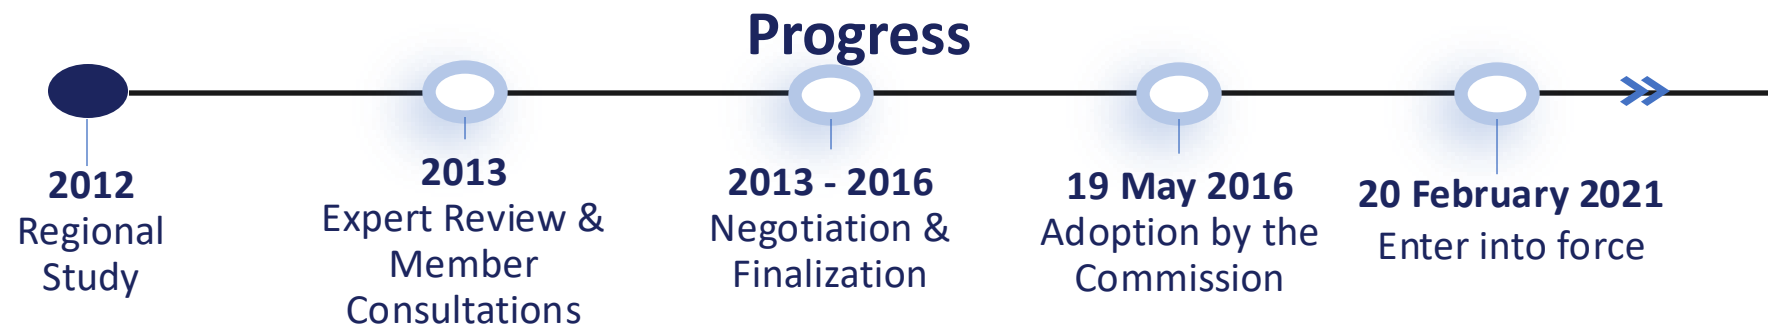 Progress
2012
Regional
Study
2013
Expert Review &
Member
Consultations
2013 - 2016
Negotiation &
Finalization
19 May 2016
Adoption by the
Commission
20 February 2021
Enter into force